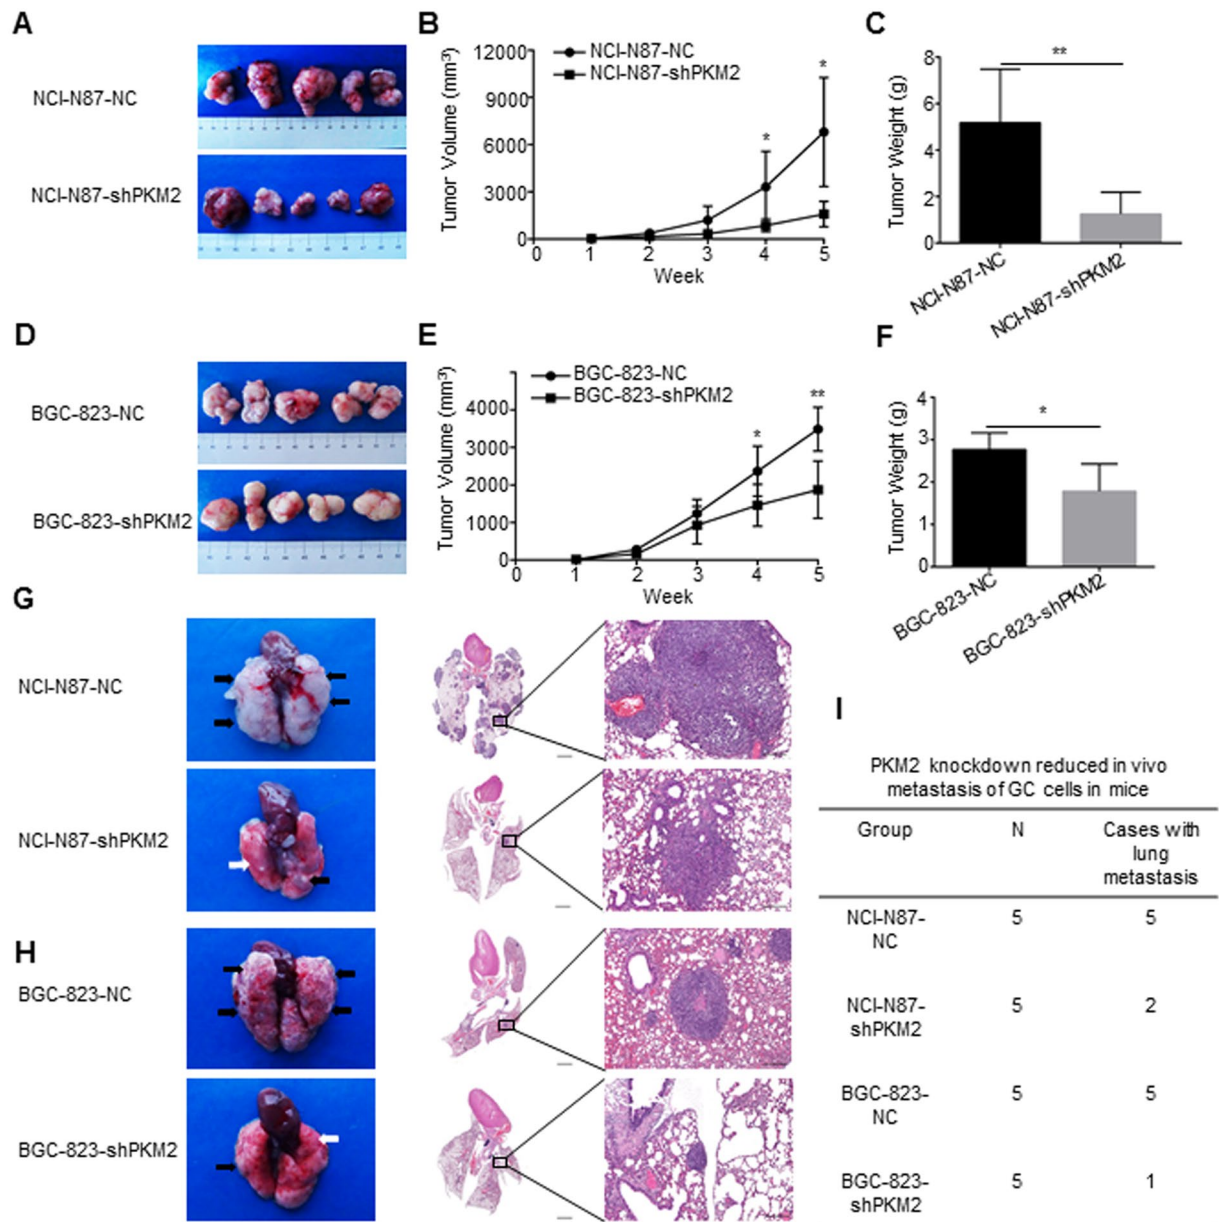 A
NCI-N87-NC
NCI-N87-shPKM2
B
NCI-N87-NC
NCI-N87-shPKM2
Tumor Volume (mm³)
12000
9000
6000
3000
0
*
*
0 1 2 3 4 5
Week
C
Tumor Weight (g)
8
6
4
2
0
**
NCI-N87-NC
NCI-N87-shPKM2
D
BGC-823-NC
BGC-823-shPKM2
E
BGC-823-NC
BGC-823-shPKM2
Tumor Volume (mm³)
4000
3000
2000
1000
0
*
**
0 1 2 3 4 5
Week
F
Tumor Weight (g)
4
3
2
1
0
*
BGC-823-NC
BGC-823-shPKM2
G
NCI-N87-NC
NCI-N87-shPKM2
H
BGC-823-NC
BGC-823-shPKM2
I
PKM2 knockdown reduced in vivo
metastasis of GC cells in mice
Group N Cases with
lung
metastasis
NCI-N87-
NC 5 5
NCI-N87-
shPKM2 5 2
BGC-823-
NC 5 5
BGC-823-
shPKM2 5 1